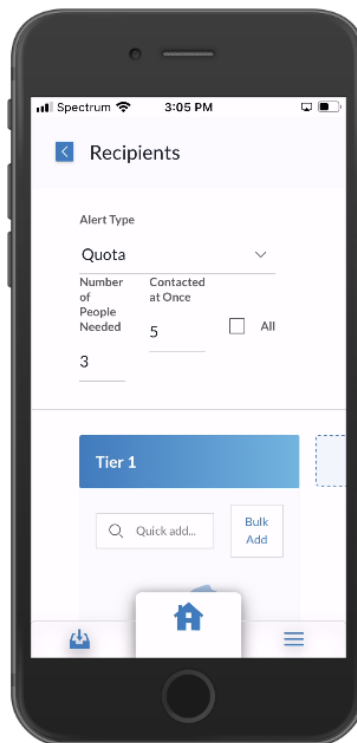 Spectrum 3:05 PM
Recipients
Alert Type
Quota
Number
of
People
Needed
3
Contacted
at Once
5
All
Tier 1
Quick add...
Bulk
Add